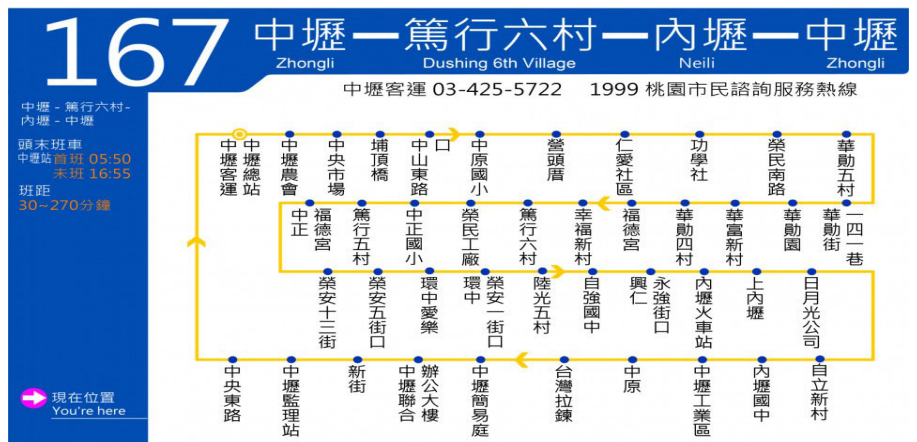 167
中壢－篤行六村－內壢－中壢
Zhongli Dushing 6th Village Neili Zhongli
中壢客運 03-425-5722 1999 桃園市民諮詢服務熱線
中壢 - 篤行六村-
內壢 - 中壢
頭末班車
中壢站 首班 05:50
末班 16:55
班距
30~270分鐘
現在位置
You're here
中壢客運
中壢總站
中壢農會
中央市場
埔頂橋
中山東路
口
中原國小
營頭厝
仁愛社區
功學社
榮民南路
華勛五村
中正
福德宮
篤行五村
中正國小
榮民工廠
篤行六村
幸福新村
福德宮
華勛四村
華富新村
華勛園
華勛街
一四一巷
榮安十三街
榮安五街口
環中愛樂
環中
榮安一街口
陸光五村
自強國中
興仁
永強街口
內壢火車站
上內壢
日月光公司
中央東路
中壢監理站
新街
中壢聯合
辦公大樓
中壢簡易庭
台灣拉鍊
中原
中壢工業區
內壢國中
自立新村